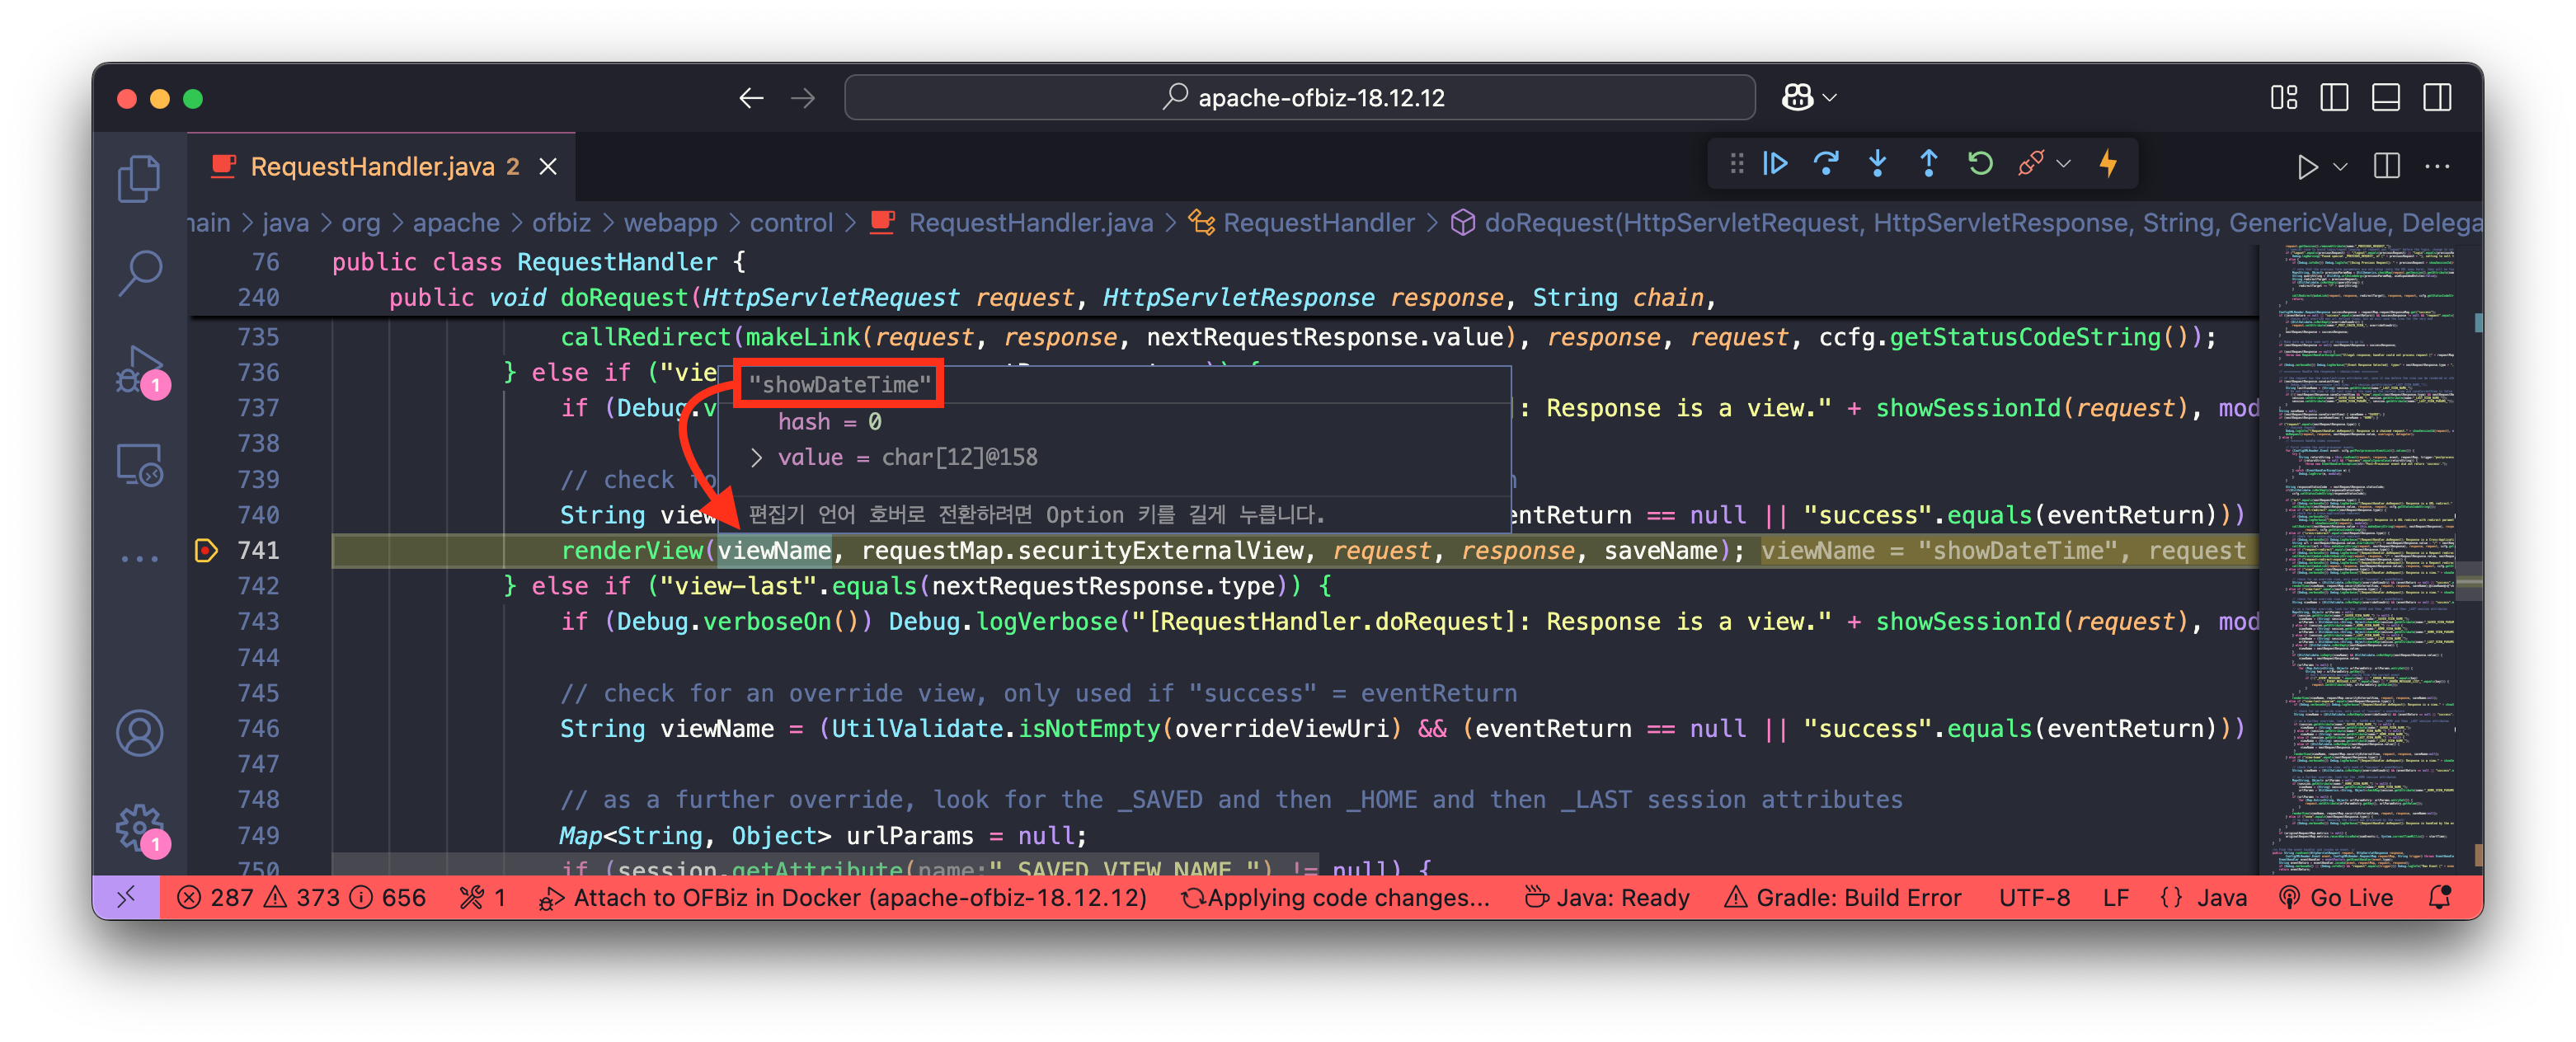 apache-ofbiz-18.12.12
RequestHandler.java 2
main > java > org > apache > ofbiz > webapp > control > RequestHandler.java > RequestHandler > doRequest(HttpServletRequest, HttpServletResponse, String, GenericValue, Delega
76 public class RequestHandler {
240 public void doRequest(HttpServletRequest request, HttpServletResponse response, String chain,
735 callRedirect(makeLink(request, response, nextRequestResponse.value), response, request, ccfg.getStatusCodeString());
736 } else if ("vie
"showDateTime"
737 if (Debug.v ]: Response is a view." + showSessionId(request), mod
hash = 0
738
value = char[12]@158
739 // check fo n
740 String view entReturn == null || "success".equals(eventReturn)))
편집기 언어 호버로 전환하려면 Option 키를 길게 누릅니다.
741 renderView(viewName, requestMap.securityExternalView, request, response, saveName); viewName = "showDateTime", request
742 } else if ("view-last".equals(nextRequestResponse.type)) {
743 if (Debug.verboseOn()) Debug.logVerbose("[RequestHandler.doRequest]: Response is a view." + showSessionId(request), mod
744
745 // check for an override view, only used if "success" = eventReturn
746 String viewName = (UtilValidate.isNotEmpty(overrideViewUri) && (eventReturn == null || "success".equals(eventReturn)))
747
748 // as a further override, look for the _SAVED and then _HOME and then _LAST session attributes
749 Map<String, Object> urlParams = null;
750 if (session.getAttribute(name:"_SAVED_VIEW_NAME_") != null) {
1
1
287 373 656 1 Attach to OFBiz in Docker (apache-ofbiz-18.12.12) Applying code changes... Java: Ready Gradle: Build Error UTF-8 LF {} Java Go Live